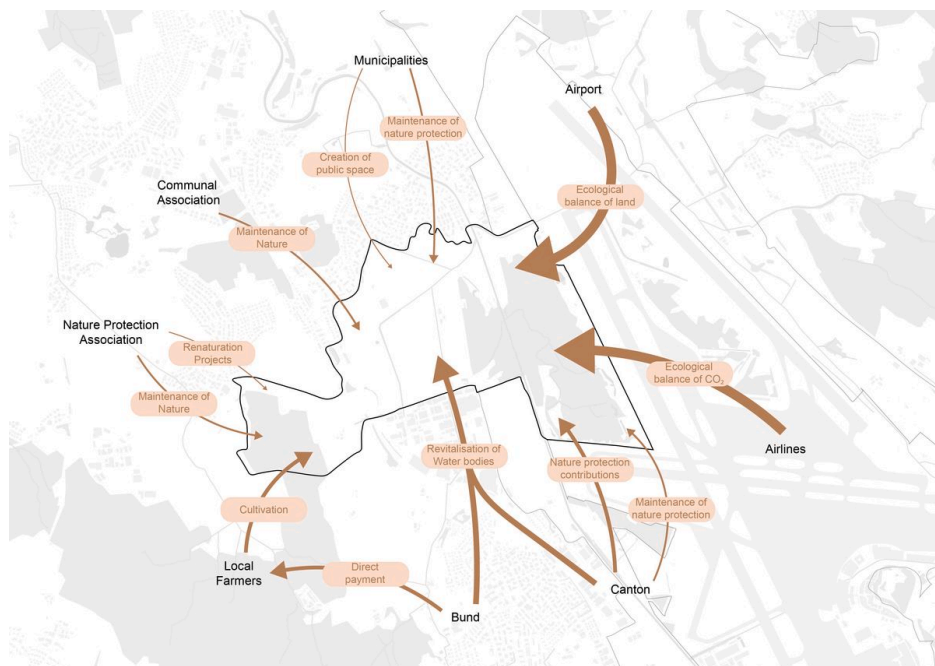 Municipalities
Airport
Maintenance of
nature protection
Creation of
public space
Communal
Association
Ecological
balance of land
Maintenance of
Nature
Nature Protection
Association
Renaturation
Projects
Ecological
balance of CO₂
Maintenance of
Nature
Airlines
Revitalisation of
Water bodies
Nature protection
contributions
Cultivation
Maintenance of
nature protection
Local
Farmers
Direct
payment
Bund
Canton